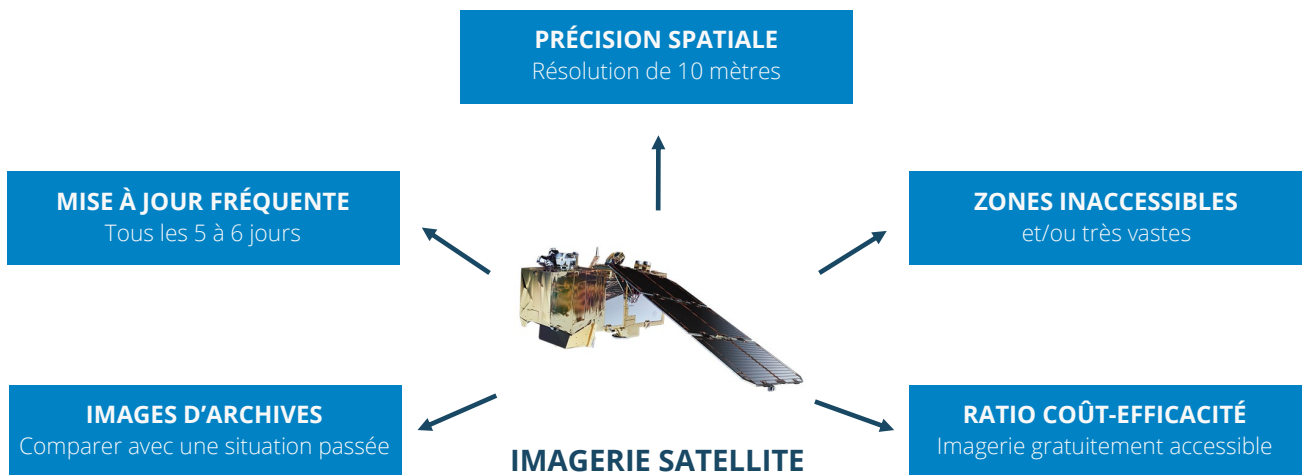 PRÉCISION SPATIALE
Résolution de 10 mètres
MISE À JOUR FRÉQUENTE
Tous les 5 à 6 jours
ZONES INACCESSIBLES
et/ou très vastes
IMAGES D’ARCHIVES
Comparer avec une situation passée
RATIO COÛT-EFFICACITÉ
Imagerie gratuitement accessible
IMAGERIE SATELLITE